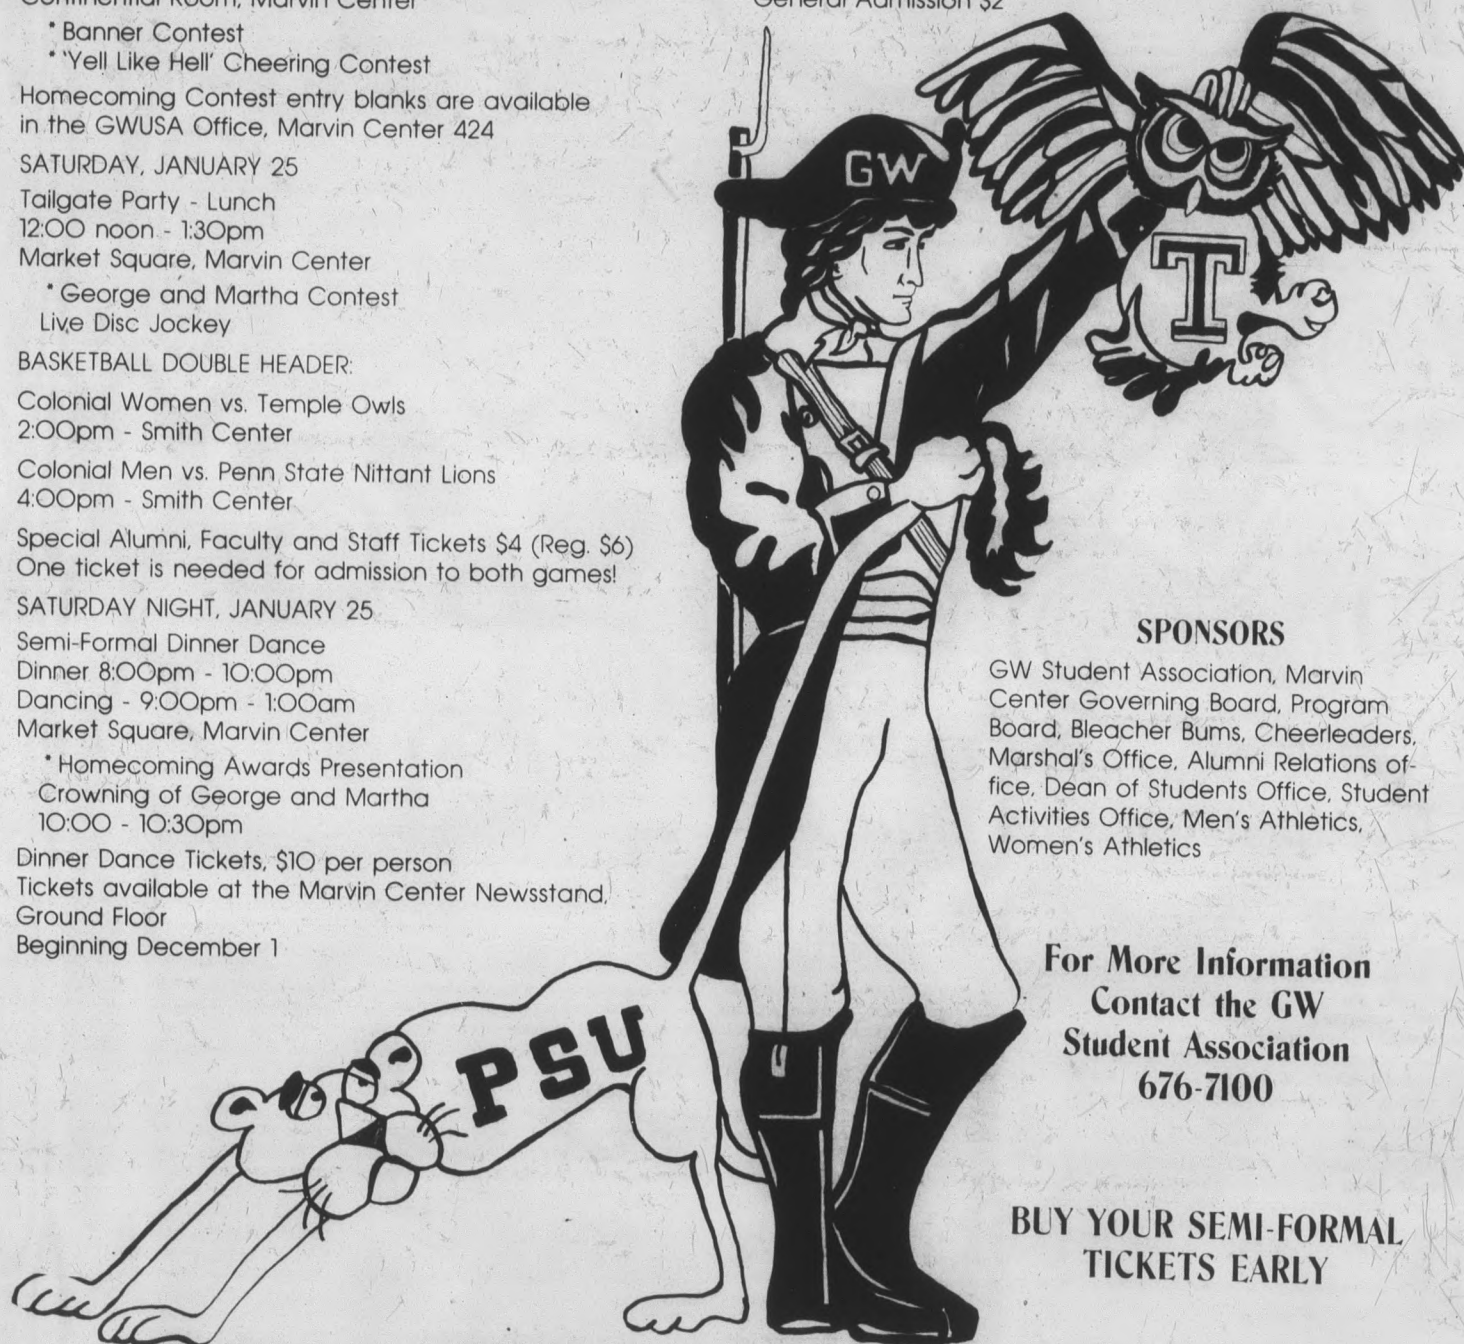 Continental Room, Marvin Center
* Banner Contest
* 'Yell Like Hell' Cheering Contest
Homecoming Contest entry blanks are available
in the GWUSA Office, Marvin Center 424
SATURDAY, JANUARY 25
Tailgate Party - Lunch
12:00 noon - 1:30pm
Market Square, Marvin Center
* George and Martha Contest
Live Disc Jockey
BASKETBALL DOUBLE HEADER:
Colonial Women vs. Temple Owls
2:00pm - Smith Center
Colonial Men vs. Penn State Nittant Lions
4:00pm - Smith Center
Special Alumni, Faculty and Staff Tickets $4 (Reg. $6)
One ticket is needed for admission to both games!
SATURDAY NIGHT, JANUARY 25
Semi-Formal Dinner Dance
Dinner 8:00pm - 10:00pm
Dancing - 9:00pm - 1:00am
Market Square, Marvin Center
* Homecoming Awards Presentation
Crowning of George and Martha
10:00 - 10:30pm
Dinner Dance Tickets, $10 per person
Tickets available at the Marvin Center Newsstand,
Ground Floor
Beginning December 1
General Admission $2
GW
T
PSU
SPONSORS
GW Student Association, Marvin
Center Governing Board, Program
Board, Bleacher Bums, Cheerleaders,
Marshal's Office, Alumni Relations of-
fice, Dean of Students Office, Student
Activities Office, Men's Athletics,
Women's Athletics
For More Information
Contact the GW
Student Association
676-7100
BUY YOUR SEMI-FORMAL
TICKETS EARLY